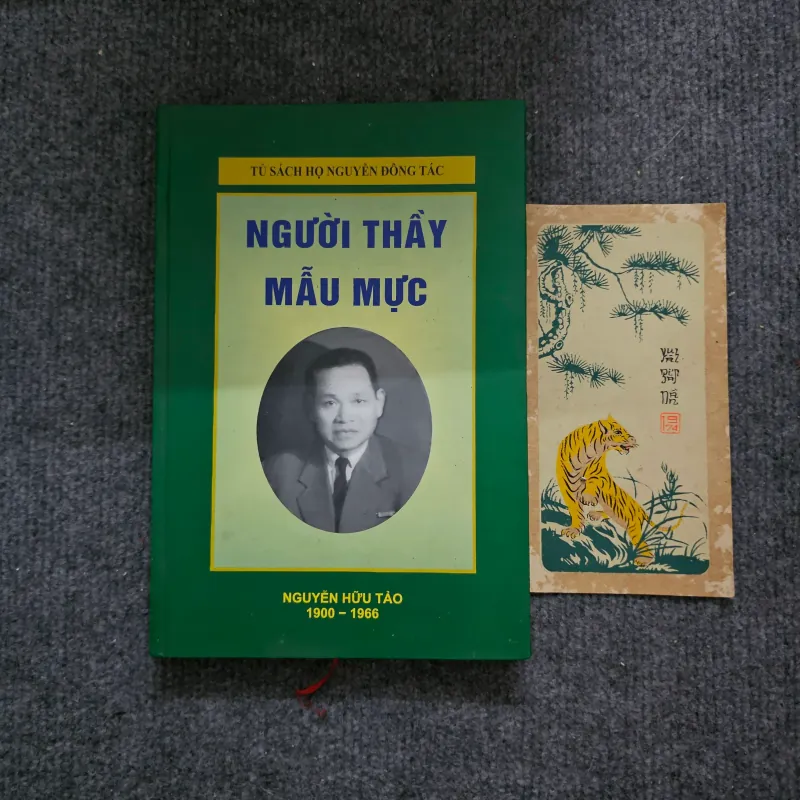 TỦ SÁCH HỌ NGUYỄN ĐÔNG TÁC
NGƯỜI THẦY
MẪU MỰC
NGUYỄN HỮU TẢO
1900 – 1966